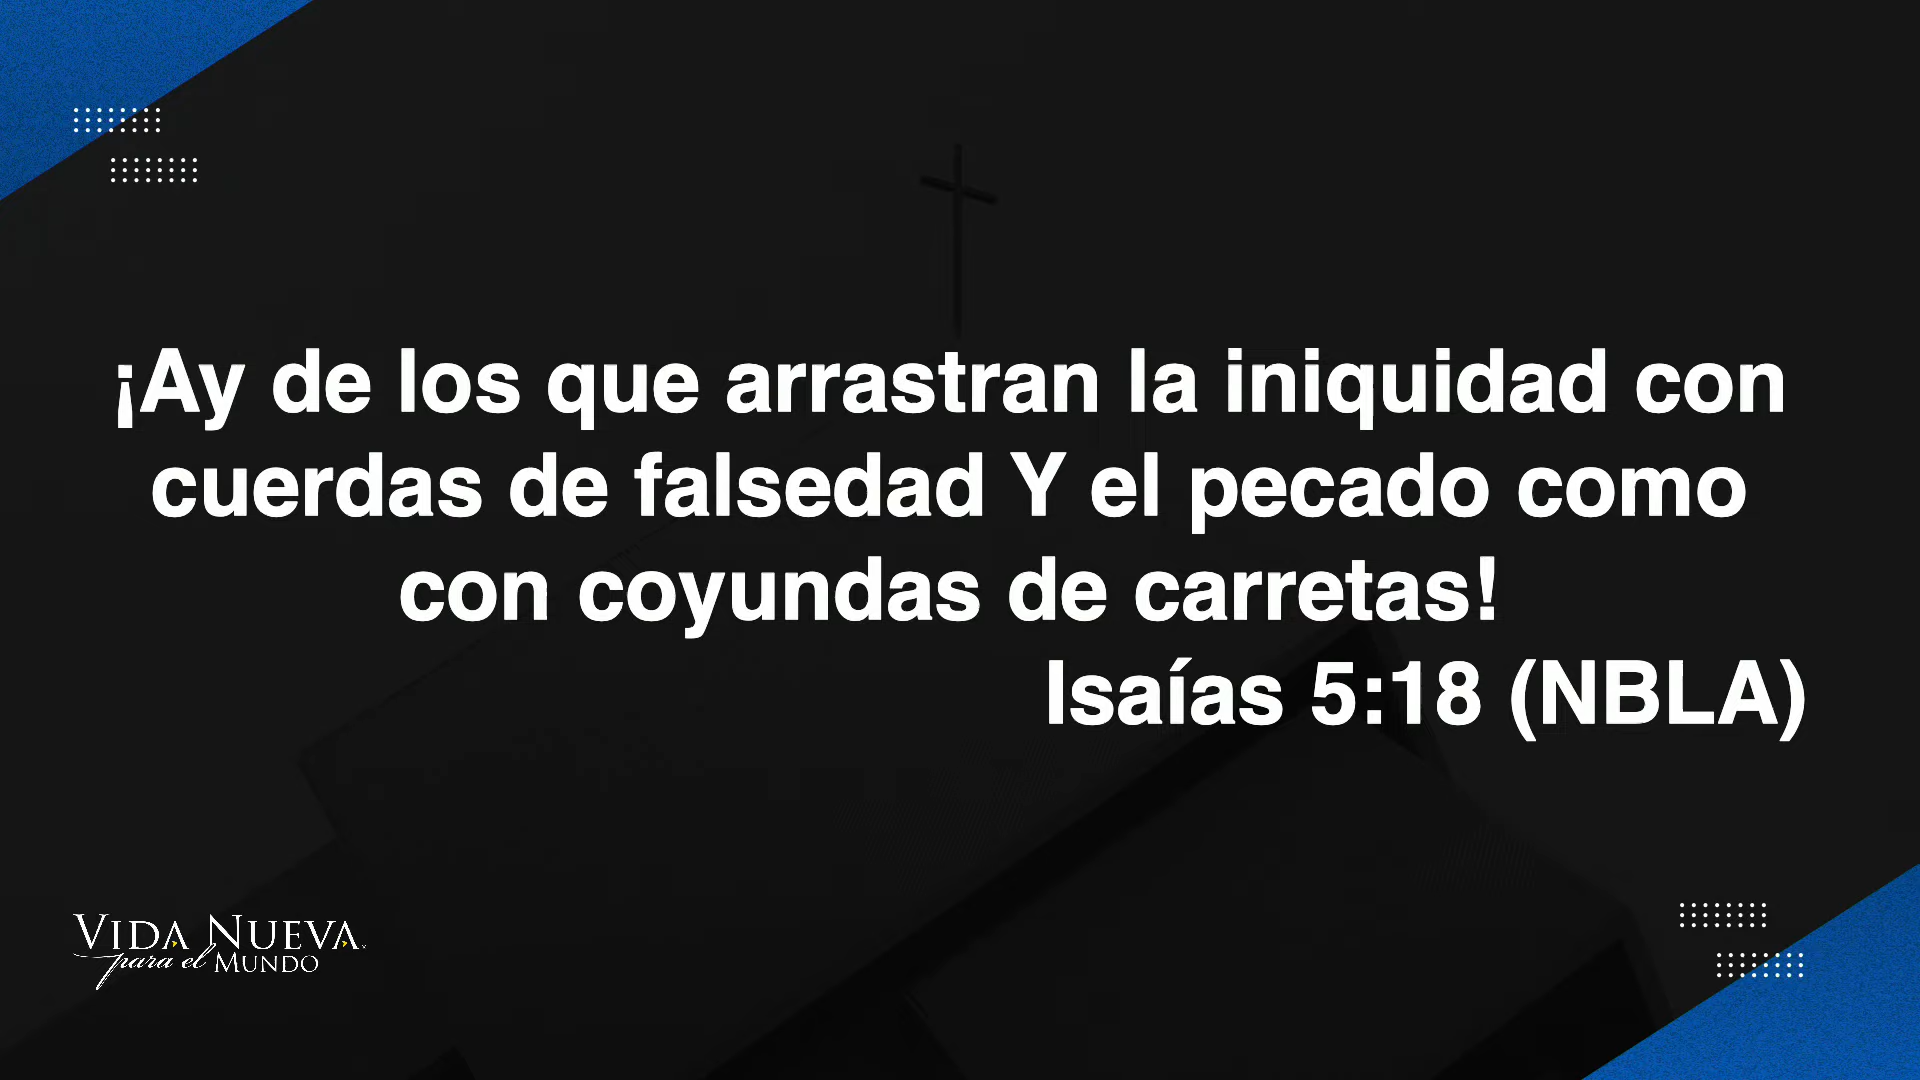 ¡Ay de los que arrastran la iniquidad con
cuerdas de falsedad Y el pecado como
con coyundas de carretas!
Isaías 5:18 (NBLA)
VIDA NUEVA
para el MUNDO